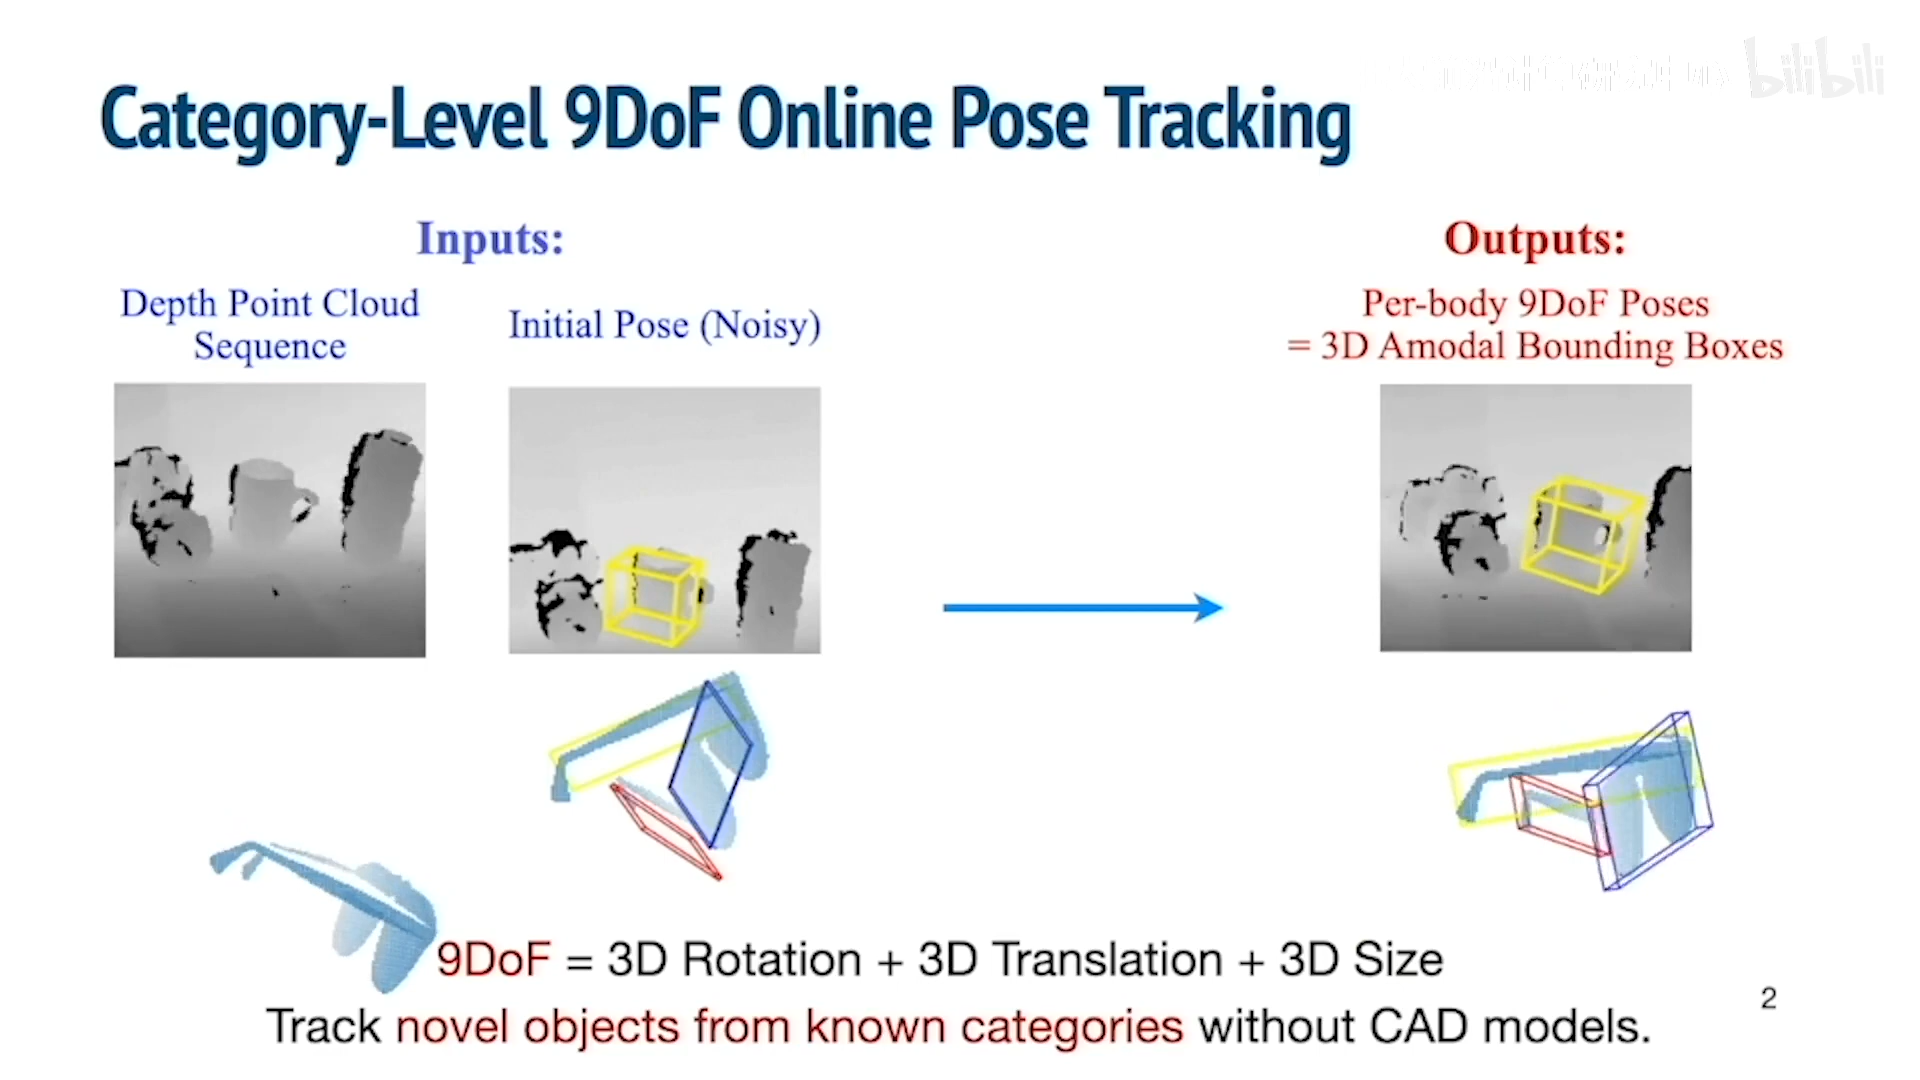 bilibili
Category-Level 9DoF Online Pose Tracking
Inputs:
Depth Point Cloud
Sequence
Initial Pose (Noisy)
Outputs:
Per-body 9DoF Poses
= 3D Amodal Bounding Boxes
9DoF = 3D Rotation + 3D Translation + 3D Size
Track novel objects from known categories without CAD models.
2